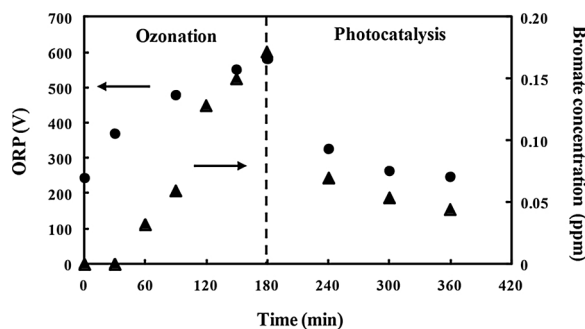 Ozonation
Photocatalysis
ORP (V)
700
600
500
400
300
200
100
0
0.20
0.15
0.10
0.05
0
Bromate concentration (ppm)
0 60 120 180 240 300 360 420
Time (min)